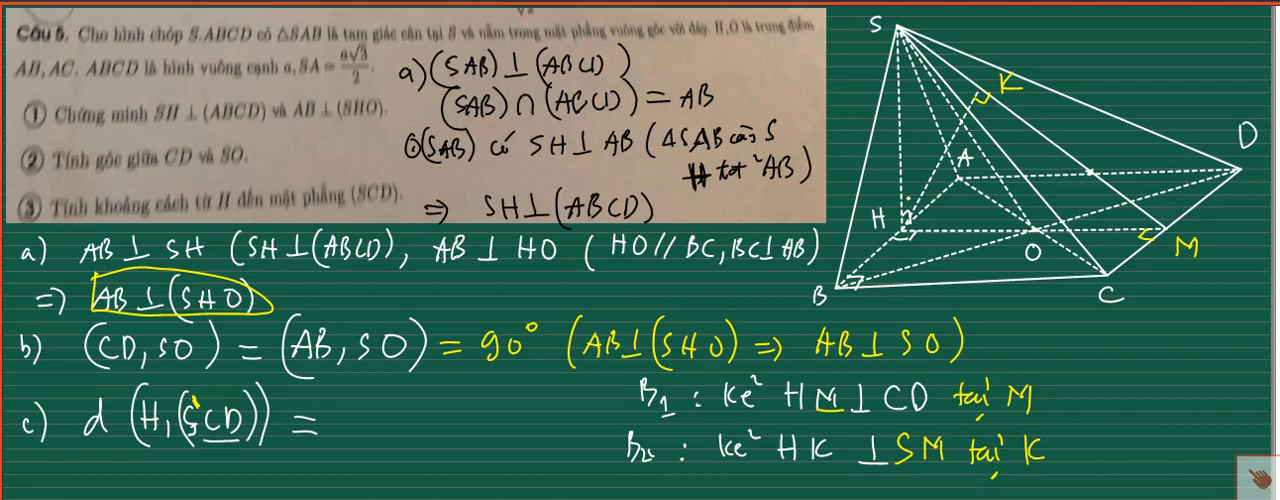 Câu 5. Cho hình chóp S.ABCD có △SAB là tam giác cân tại S và nằm trong mặt phẳng vuông góc với đáy. H,O là trung điểm
AB, AC. ABCD là hình vuông cạnh a, SA = a√3/2.
① Chứng minh SH ⊥ (ABCD) và AB ⊥ (SHO).
② Tính góc giữa CD và SO.
③ Tính khoảng cách từ H đến mặt phẳng (SCD).
a) (SAB) ⊥ (ABCD)
(SAB) ∩ (ABCD) = AB
(SAB) có SH ⊥ AB (ΔSAB cân S
H tđ AB)
⇒ SH ⊥ (ABCD)
a) AB ⊥ SH (SH ⊥ (ABCD), AB ⊥ HO (HO // BC, BC ⊥ AB)
⇒ AB ⊥ (SHO)
b) (CD, SO) = (AB, SO) = 90° (AB ⊥ (SHO) ⇒ AB ⊥ SO)
c) d (H, (SCD)) =
B1 : kẻ HM ⊥ CD tại M
B2 : kẻ HK ⊥ SM tại K
S
K
D
A
H
O
M
B
C